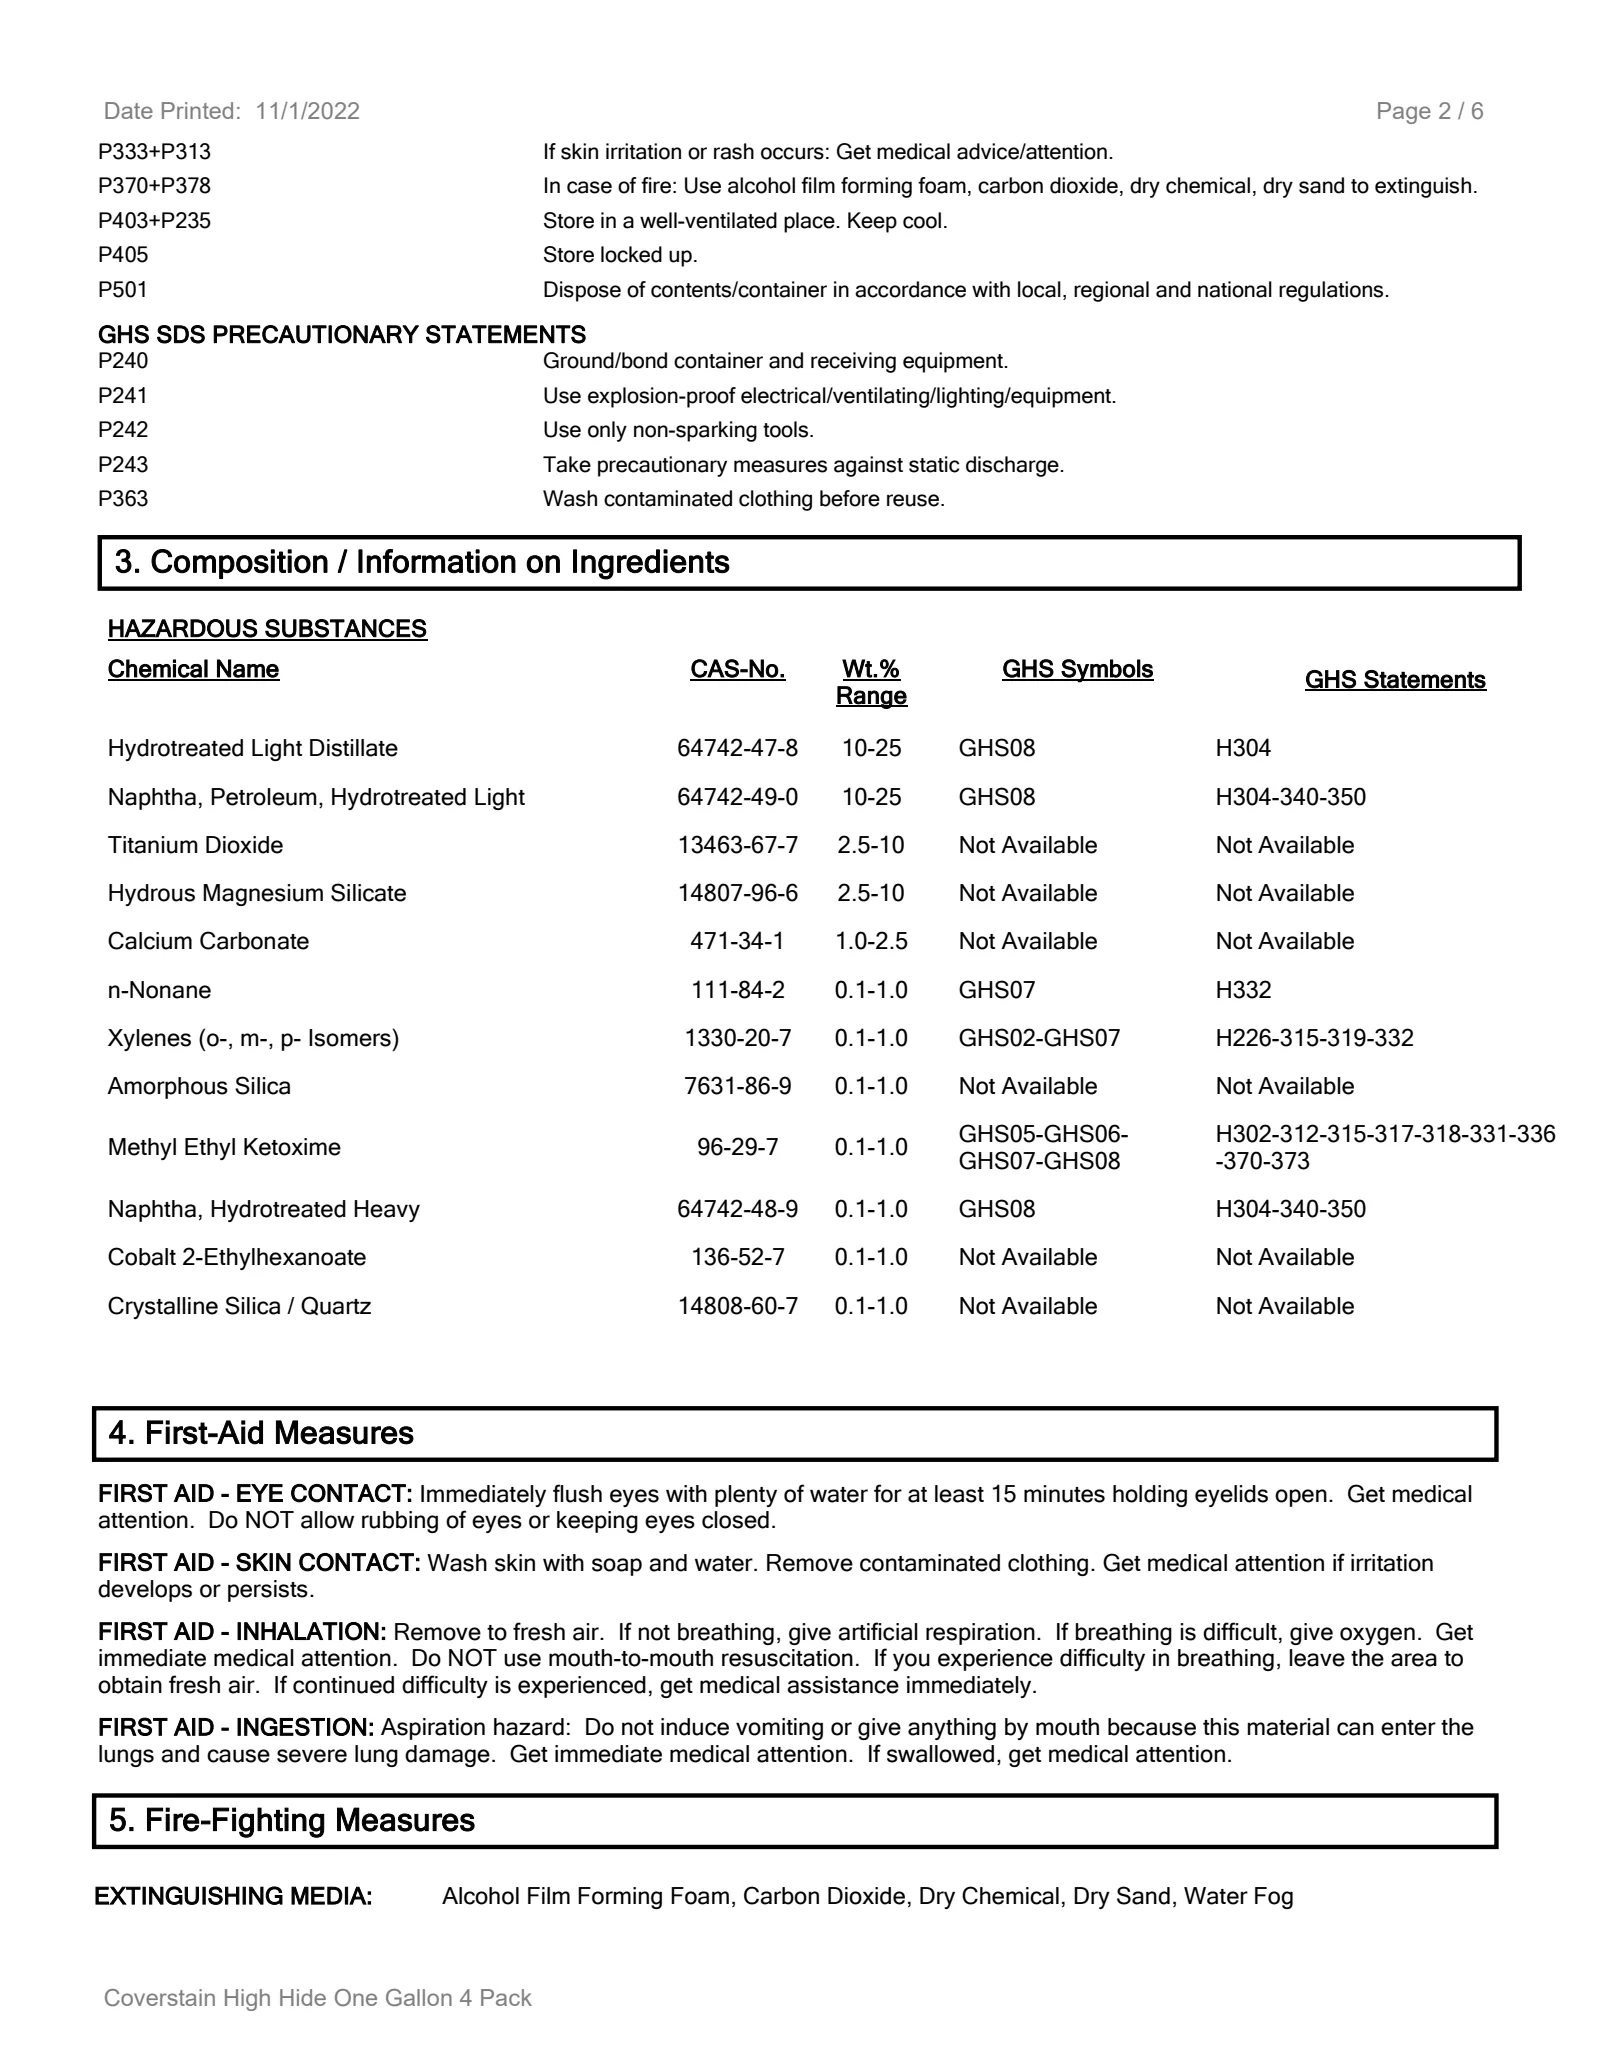 Date Printed: 11/1/2022 Page 2 / 6
P333+P313 If skin irritation or rash occurs: Get medical advice/attention.
P370+P378 In case of fire: Use alcohol film forming foam, carbon dioxide, dry chemical, dry sand to extinguish.
P403+P235 Store in a well-ventilated place. Keep cool.
P405 Store locked up.
P501 Dispose of contents/container in accordance with local, regional and national regulations.
GHS SDS PRECAUTIONARY STATEMENTS
P240 Ground/bond container and receiving equipment.
P241 Use explosion-proof electrical/ventilating/lighting/equipment.
P242 Use only non-sparking tools.
P243 Take precautionary measures against static discharge.
P363 Wash contaminated clothing before reuse.
3. Composition / Information on Ingredients
HAZARDOUS SUBSTANCES
Chemical Name CAS-No. Wt.% Range GHS Symbols GHS Statements
Hydrotreated Light Distillate 64742-47-8 10-25 GHS08 H304
Naphtha, Petroleum, Hydrotreated Light 64742-49-0 10-25 GHS08 H304-340-350
Titanium Dioxide 13463-67-7 2.5-10 Not Available Not Available
Hydrous Magnesium Silicate 14807-96-6 2.5-10 Not Available Not Available
Calcium Carbonate 471-34-1 1.0-2.5 Not Available Not Available
n-Nonane 111-84-2 0.1-1.0 GHS07 H332
Xylenes (o-, m-, p- Isomers) 1330-20-7 0.1-1.0 GHS02-GHS07 H226-315-319-332
Amorphous Silica 7631-86-9 0.1-1.0 Not Available Not Available
Methyl Ethyl Ketoxime 96-29-7 0.1-1.0 GHS05-GHS06- H302-312-315-317-318-331-336
GHS07-GHS08 -370-373
Naphtha, Hydrotreated Heavy 64742-48-9 0.1-1.0 GHS08 H304-340-350
Cobalt 2-Ethylhexanoate 136-52-7 0.1-1.0 Not Available Not Available
Crystalline Silica / Quartz 14808-60-7 0.1-1.0 Not Available Not Available
4. First-Aid Measures
FIRST AID - EYE CONTACT: Immediately flush eyes with plenty of water for at least 15 minutes holding eyelids open. Get medical
attention. Do NOT allow rubbing of eyes or keeping eyes closed.
FIRST AID - SKIN CONTACT: Wash skin with soap and water. Remove contaminated clothing. Get medical attention if irritation
develops or persists.
FIRST AID - INHALATION: Remove to fresh air. If not breathing, give artificial respiration. If breathing is difficult, give oxygen. Get
immediate medical attention. Do NOT use mouth-to-mouth resuscitation. If you experience difficulty in breathing, leave the area to
obtain fresh air. If continued difficulty is experienced, get medical assistance immediately.
FIRST AID - INGESTION: Aspiration hazard: Do not induce vomiting or give anything by mouth because this material can enter the
lungs and cause severe lung damage. Get immediate medical attention. If swallowed, get medical attention.
5. Fire-Fighting Measures
EXTINGUISHING MEDIA: Alcohol Film Forming Foam, Carbon Dioxide, Dry Chemical, Dry Sand, Water Fog
Coverstain High Hide One Gallon 4 Pack